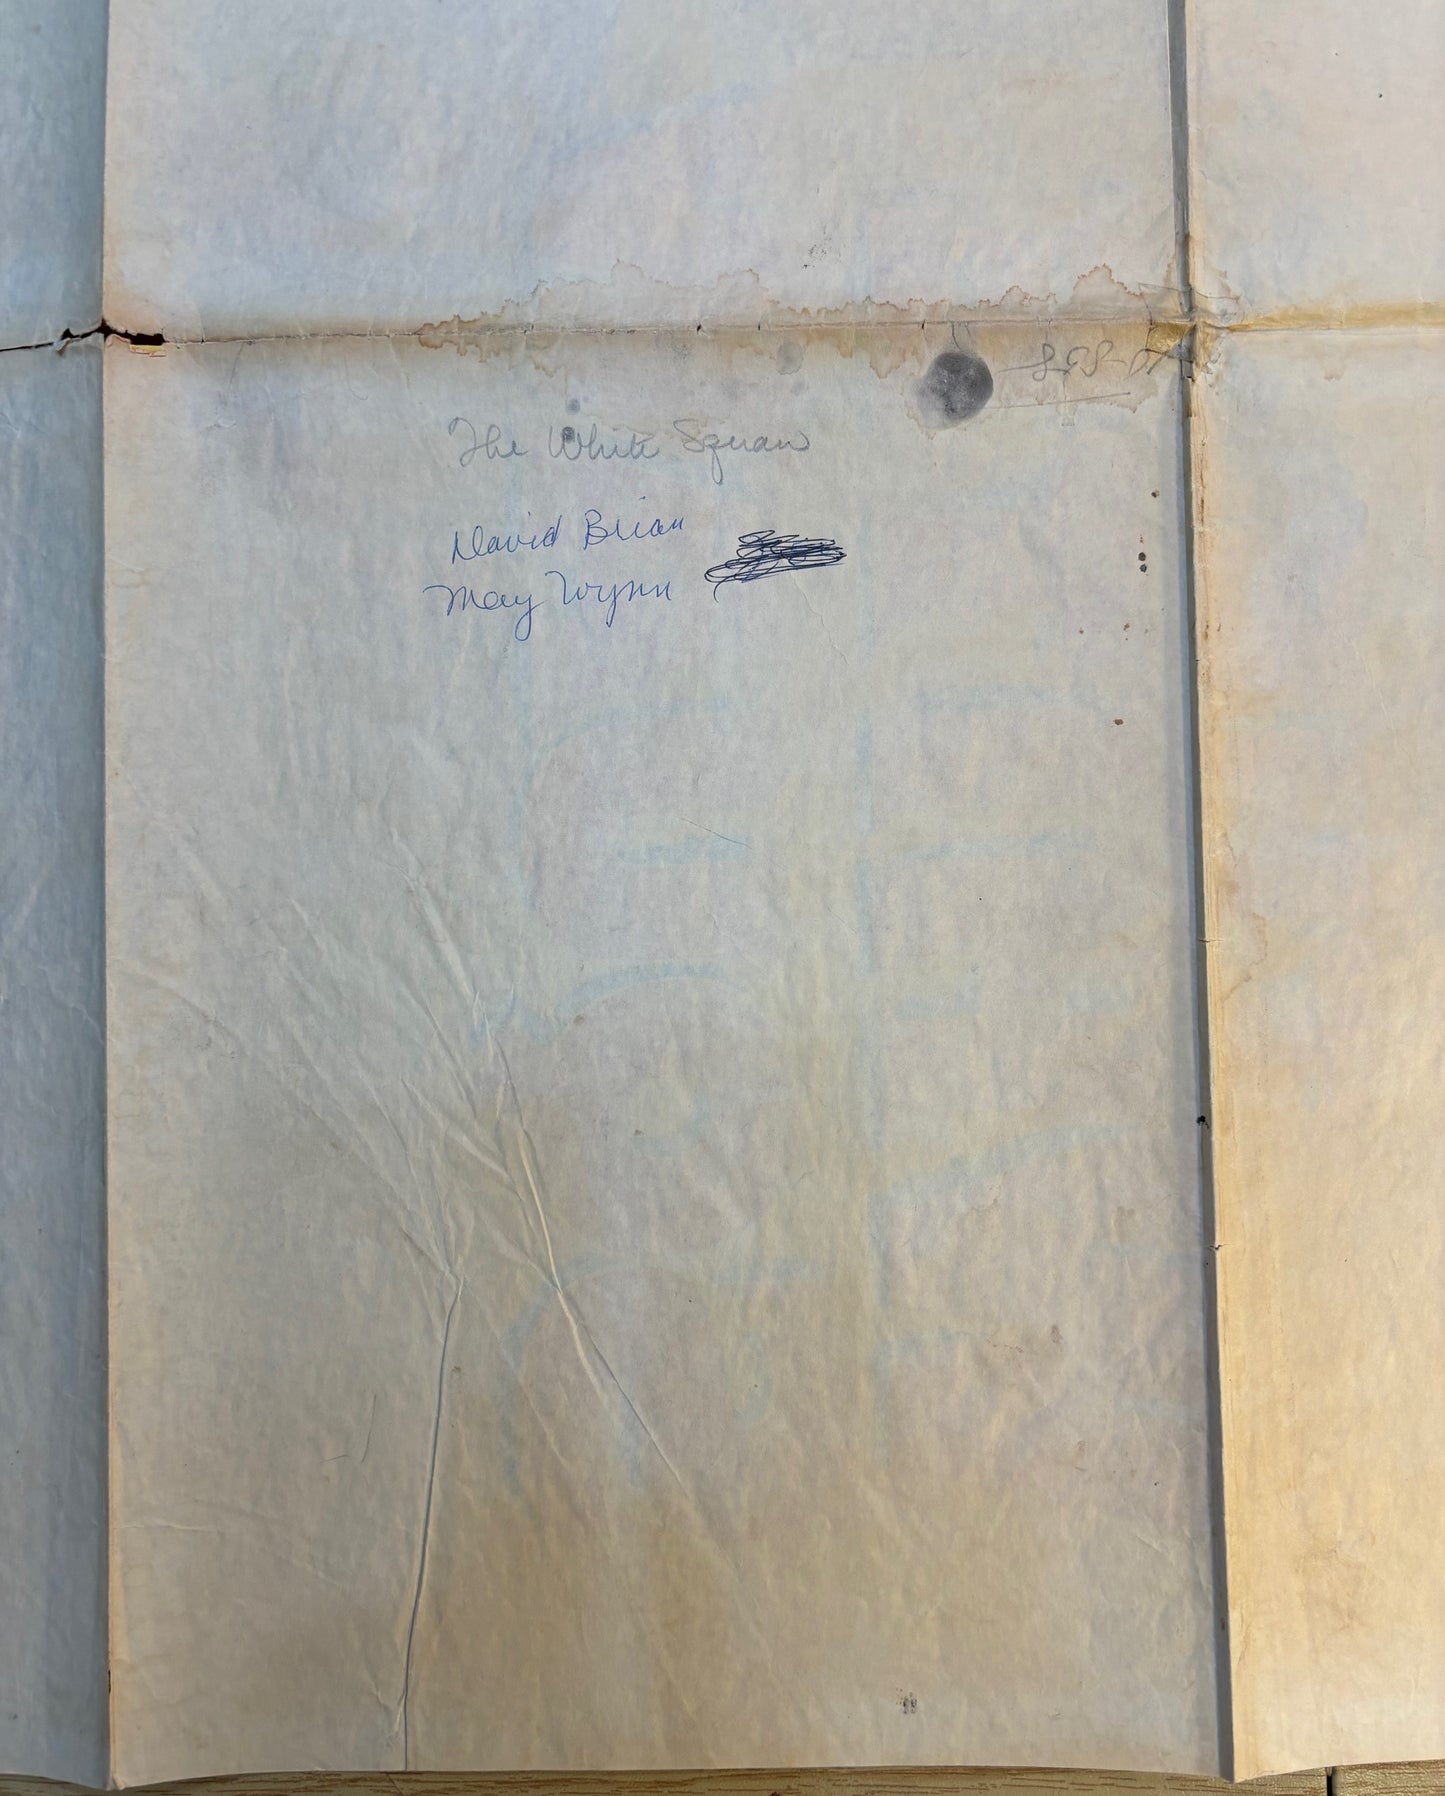 The White Squaw
David Brian
May Wynn